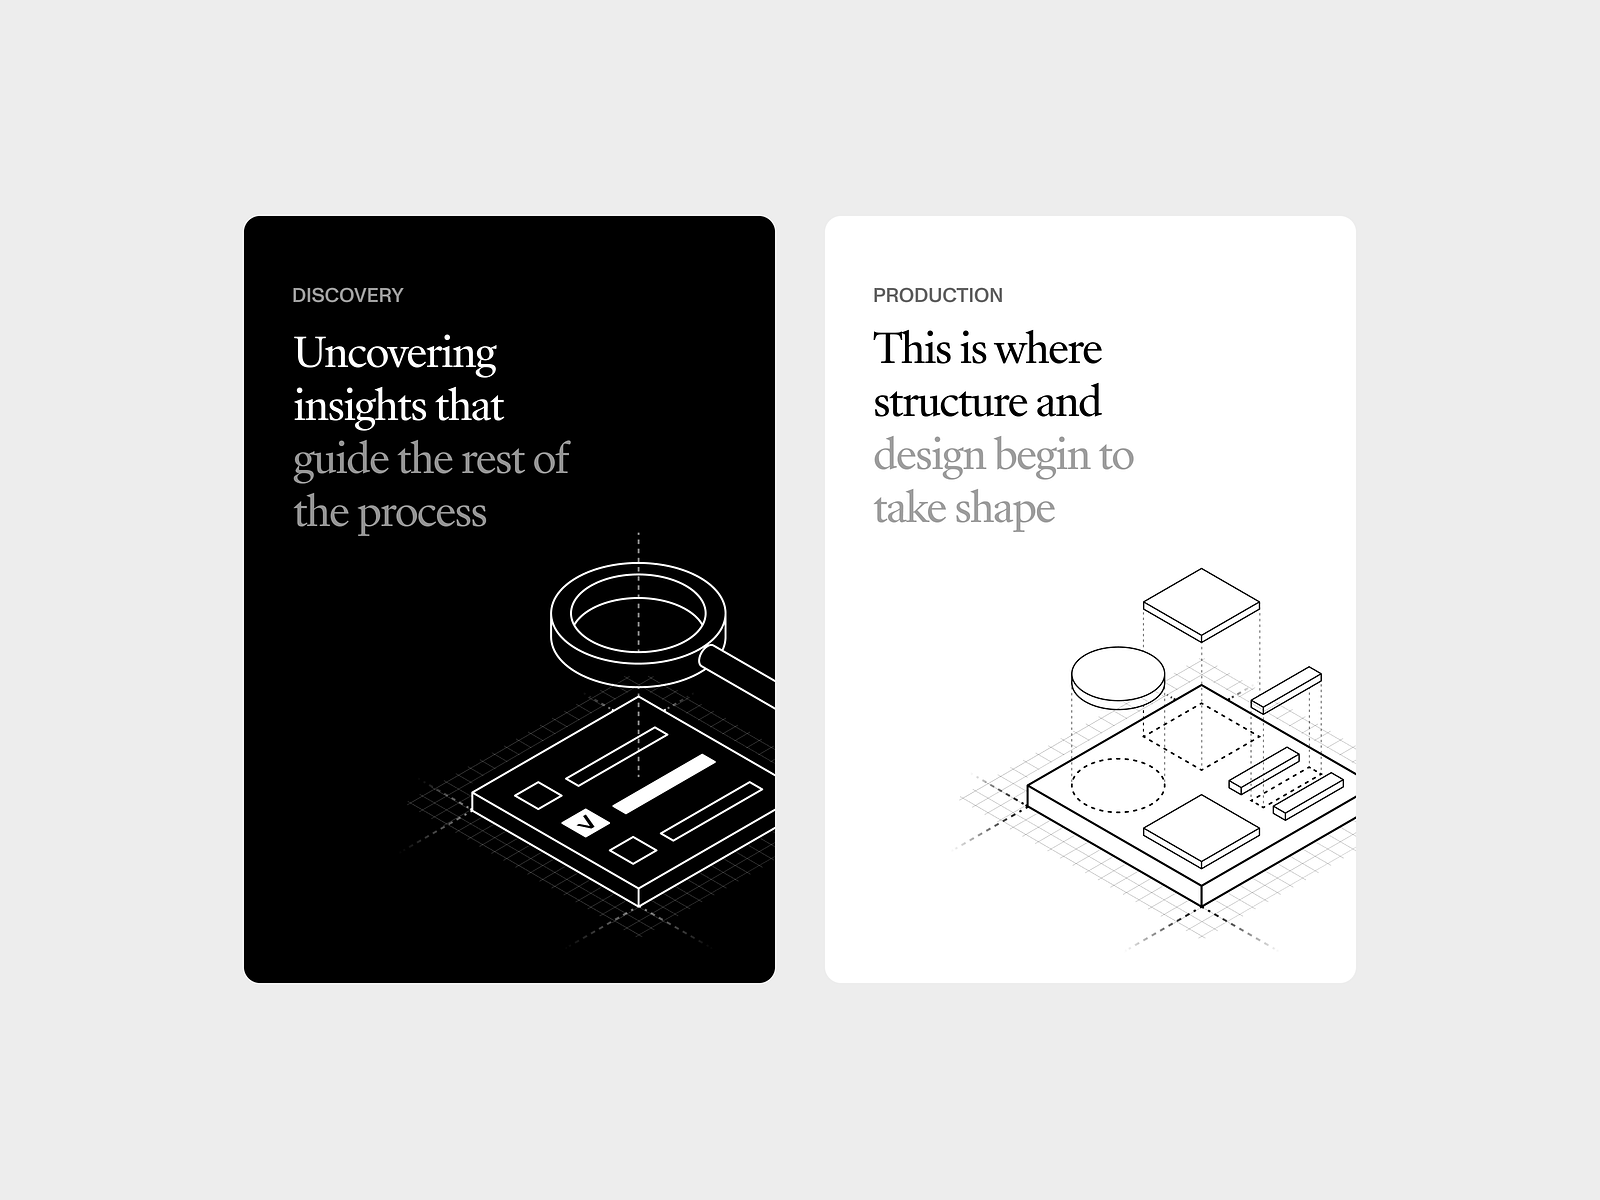 DISCOVERY
Uncovering
insights that
guide the rest of
the process
PRODUCTION
This is where
structure and
design begin to
take shape